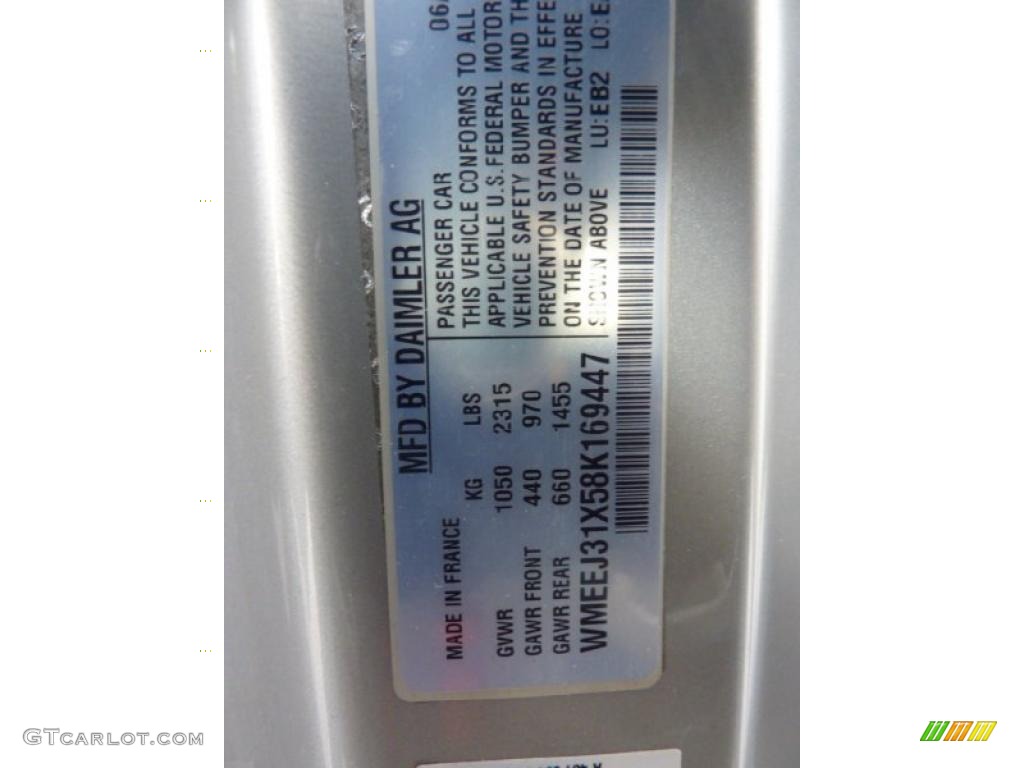 MFD BY DAIMLER AG
MADE IN FRANCE
KG LBS
GVWR 1050 2315
GAWR FRONT 440 970
GAWR REAR 660 1455
06/
PASSENGER CAR
THIS VEHICLE CONFORMS TO ALL
APPLICABLE U.S. FEDERAL MOTOR
VEHICLE SAFETY BUMPER AND TH
PREVENTION STANDARDS IN EFFE
ON THE DATE OF MANUFACTURE
SHOWN ABOVE LU: EB2 LO: E
WMEEJ31X58K169447
GTCARLOT.COM